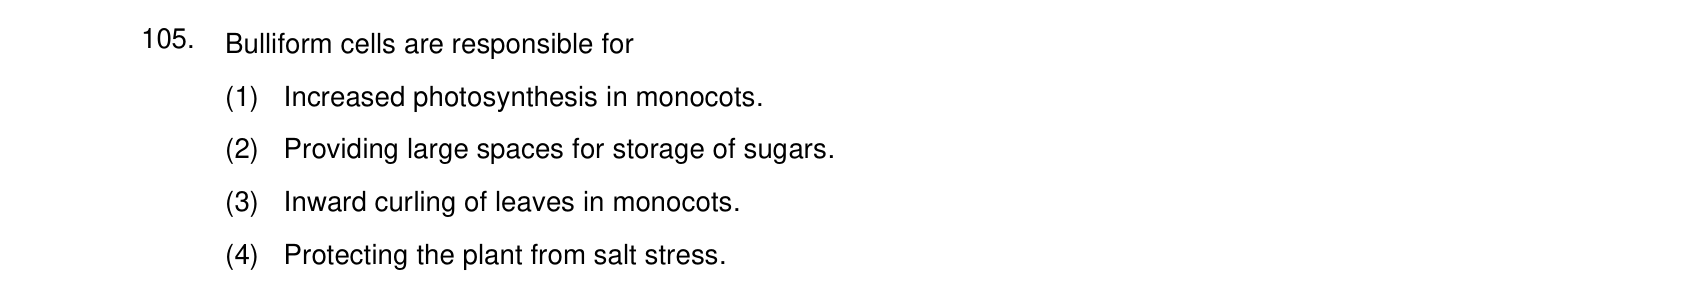 105. Bulliform cells are responsible for
(1) Increased photosynthesis in monocots.
(2) Providing large spaces for storage of sugars.
(3) Inward curling of leaves in monocots.
(4) Protecting the plant from salt stress.